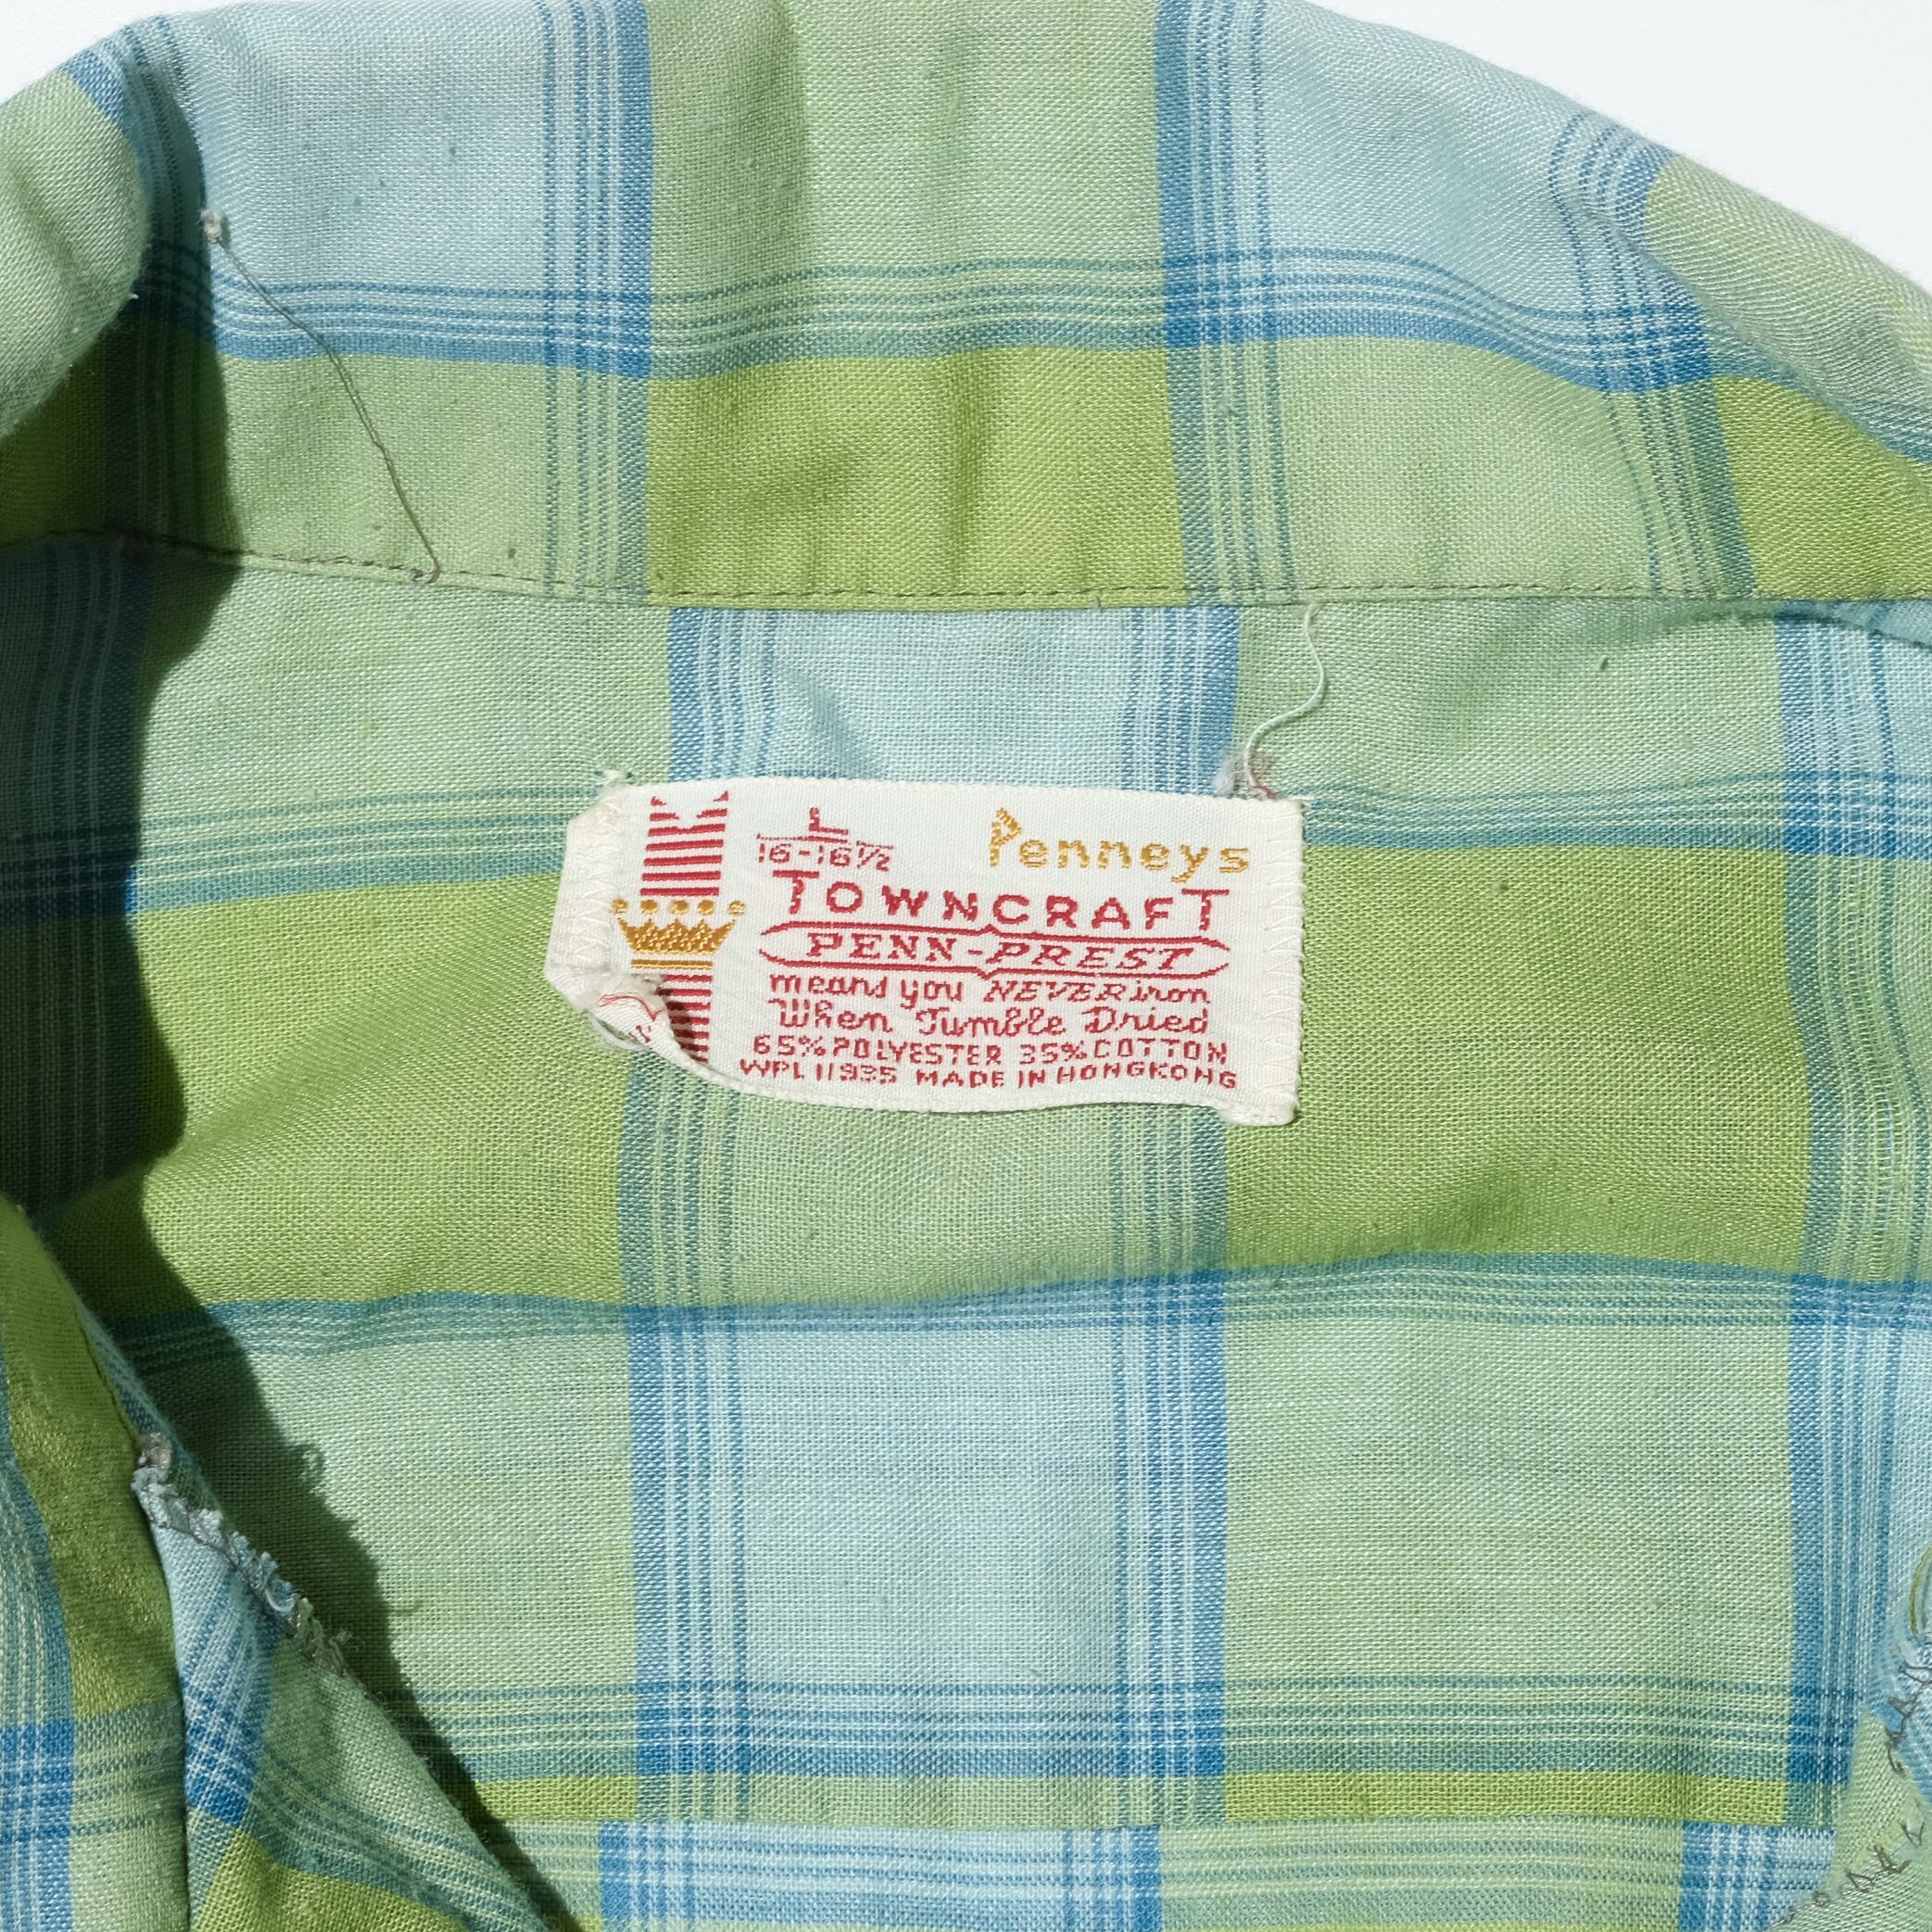 L
16-16½
Penneys
TOWNCRAFT
PENN-PREST
means you NEVER iron
When Tumble Dried
65% POLYESTER 35% COTTON
WPL 11935 MADE IN HONGKONG